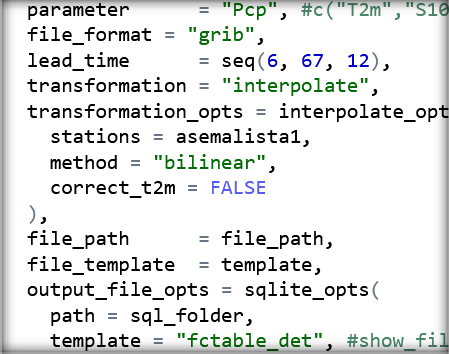 parameter      = "Pcp", #c("T2m","S10
file_format = "grib",
lead_time      = seq(6, 67, 12),
transformation = "interpolate",
transformation_opts = interpolate_opt
  stations = asemalista1,
  method = "bilinear",
  correct_t2m = FALSE
),
file_path      = file_path,
file_template  = template,
output_file_opts = sqlite_opts(
  path = sql_folder,
  template = "fctable_det", #show_fil